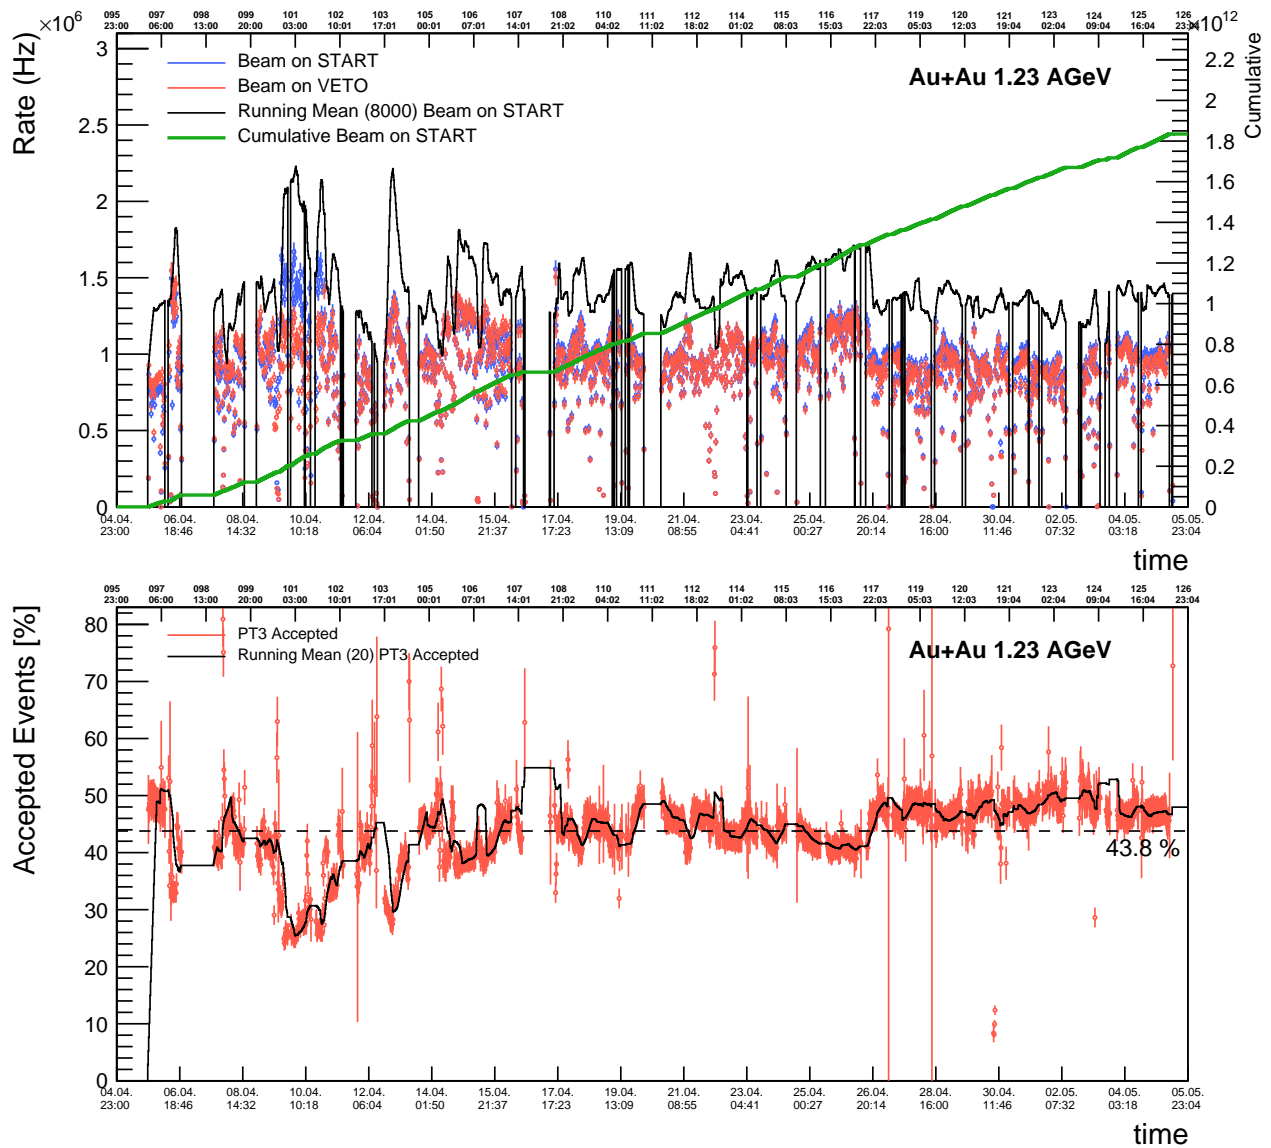 095 097 098 099 101 102 103 105 106 107 108 110 111 112 114 115 117 119 120 121 123 124 125 126
23:00 06:00 13:00 20:00 03:00 10:01 17:01 00:01 07:01 14:01 21:02 04:02 11:02 18:02 01:02 08:03 15:03 22:03 05:03 12:03 19:04 02:04 09:04 16:04 23:04
×10⁶
×10¹²
Rate (Hz)
Cumulative
Beam on START
Beam on VETO
Running Mean (8000) Beam on START
Cumulative Beam on START
Au+Au 1.23 AGeV
3
2.5
2
1.5
1
0.5
0
2.2
2
1.8
1.6
1.4
1.2
1
0.8
0.6
0.4
0.2
0
04.04. 06.04. 08.04. 10.04. 12.04. 14.04. 15.04. 17.04. 19.04. 21.04. 23.04. 25.04. 26.04. 28.04. 30.04. 02.05. 04.05. 05.05.
23:00 18:46 14:32 10:18 06:04 01:50 21:37 17:23 13:09 08:55 04:41 00:27 20:14 16:00 11:46 07:32 03:18 23:04
time
095 097 098 099 101 102 103 105 106 107 108 110 111 112 114 115 117 119 120 121 123 124 125 126
23:00 06:00 13:00 20:00 03:00 10:01 17:01 00:01 07:01 14:01 21:02 04:02 11:02 18:02 01:02 08:03 15:03 22:03 05:03 12:03 19:04 02:04 09:04 16:04 23:04
Accepted Events [%]
PT3 Accepted
Running Mean (20) PT3 Accepted
Au+Au 1.23 AGeV
80
70
60
50
40
30
20
10
0
43.8 %
04.04. 06.04. 08.04. 10.04. 12.04. 14.04. 15.04. 17.04. 19.04. 21.04. 23.04. 25.04. 26.04. 28.04. 30.04. 02.05. 04.05. 05.05.
23:00 18:46 14:32 10:18 06:04 01:50 21:37 17:23 13:09 08:55 04:41 00:27 20:14 16:00 11:46 07:32 03:18 23:04
time